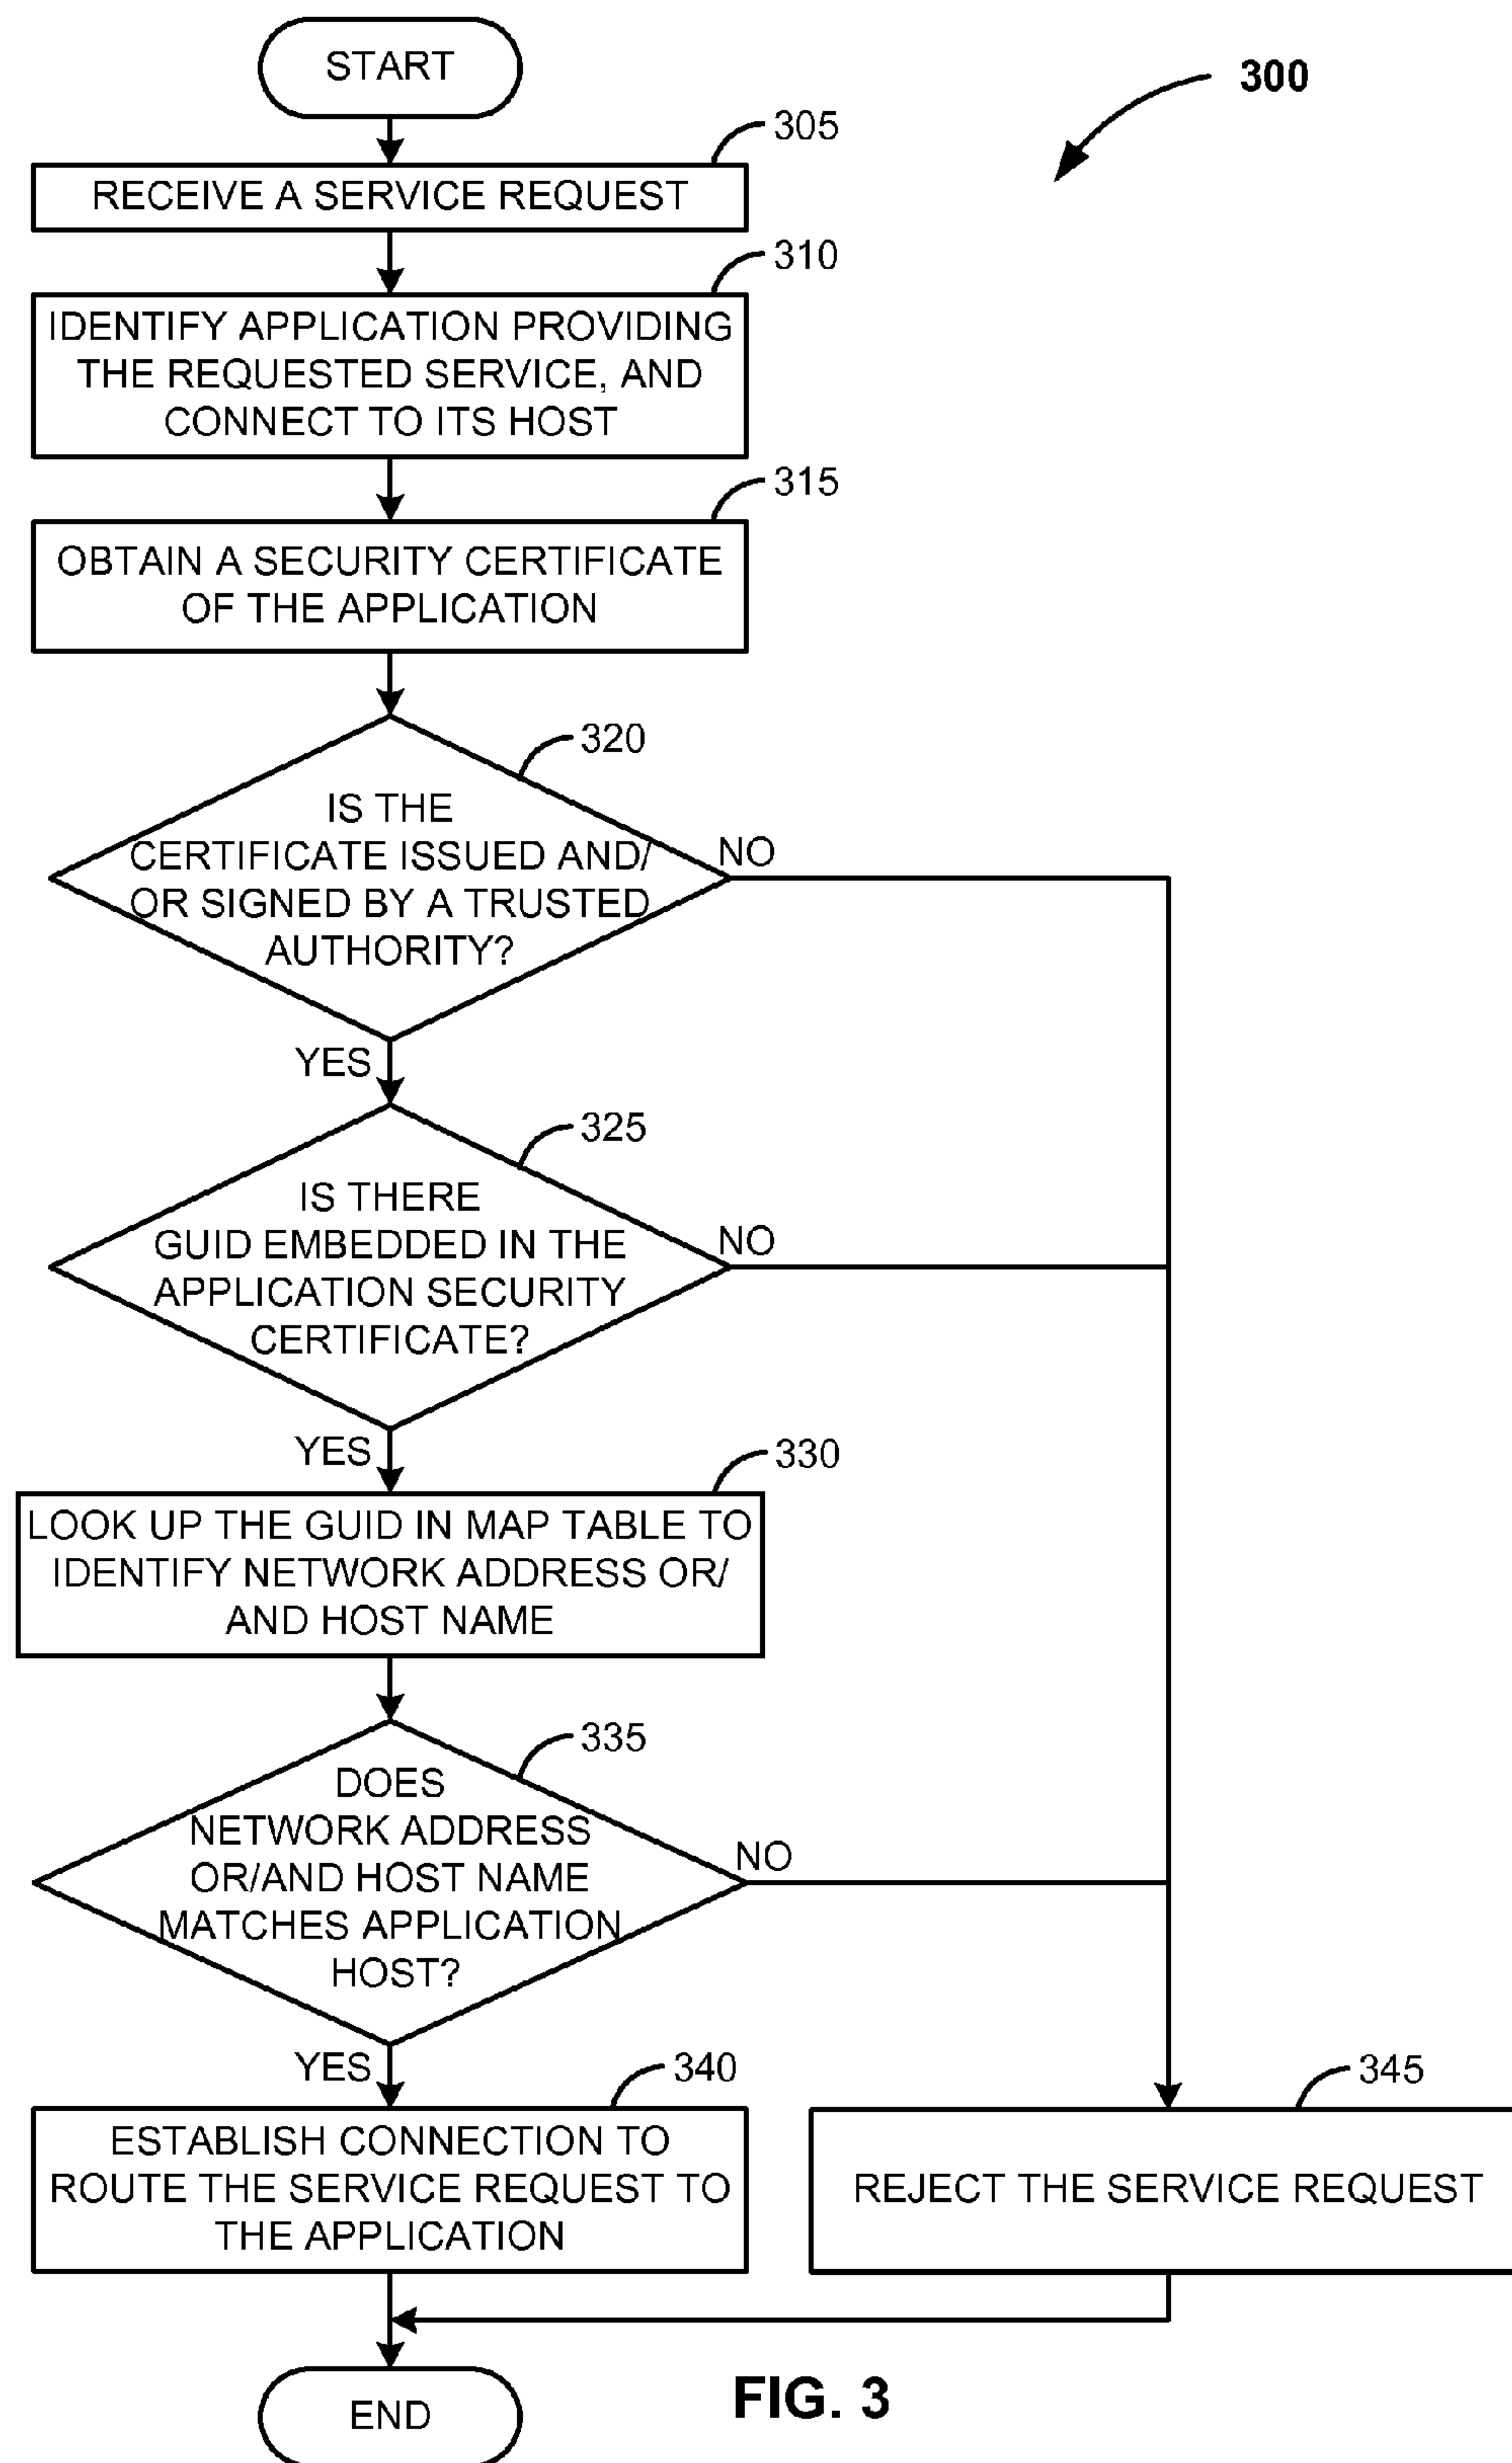 START
300
305
RECEIVE A SERVICE REQUEST
310
IDENTIFY APPLICATION PROVIDING
THE REQUESTED SERVICE, AND
CONNECT TO ITS HOST
315
OBTAIN A SECURITY CERTIFICATE
OF THE APPLICATION
320
IS THE
CERTIFICATE ISSUED AND/
OR SIGNED BY A TRUSTED
AUTHORITY?
NO
YES
325
IS THERE
GUID EMBEDDED IN THE
APPLICATION SECURITY
CERTIFICATE?
NO
YES
330
LOOK UP THE GUID IN MAP TABLE TO
IDENTIFY NETWORK ADDRESS OR/
AND HOST NAME
335
DOES
NETWORK ADDRESS
OR/AND HOST NAME
MATCHES APPLICATION
HOST?
NO
YES
340
ESTABLISH CONNECTION TO
ROUTE THE SERVICE REQUEST TO
THE APPLICATION
345
REJECT THE SERVICE REQUEST
END
FIG. 3